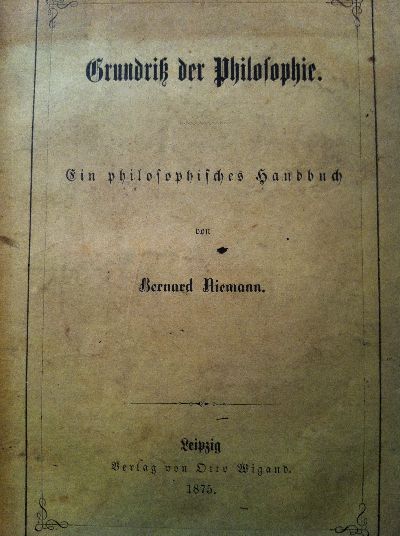 Grundriß der Philosophie.
Ein philosophisches Handbuch
von
Bernard Niemann.
Leipzig
Verlag von Otto Wigand.
1875.